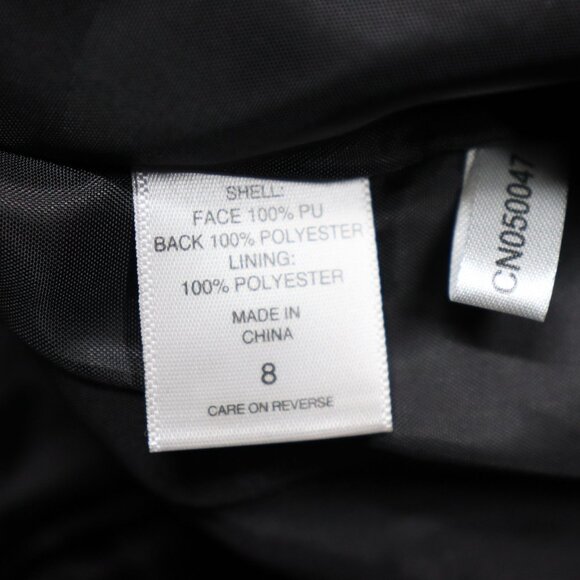 SHELL:
FACE 100% PU
BACK 100% POLYESTER
LINING:
100% POLYESTER
MADE IN
CHINA
8
CARE ON REVERSE
CN050047